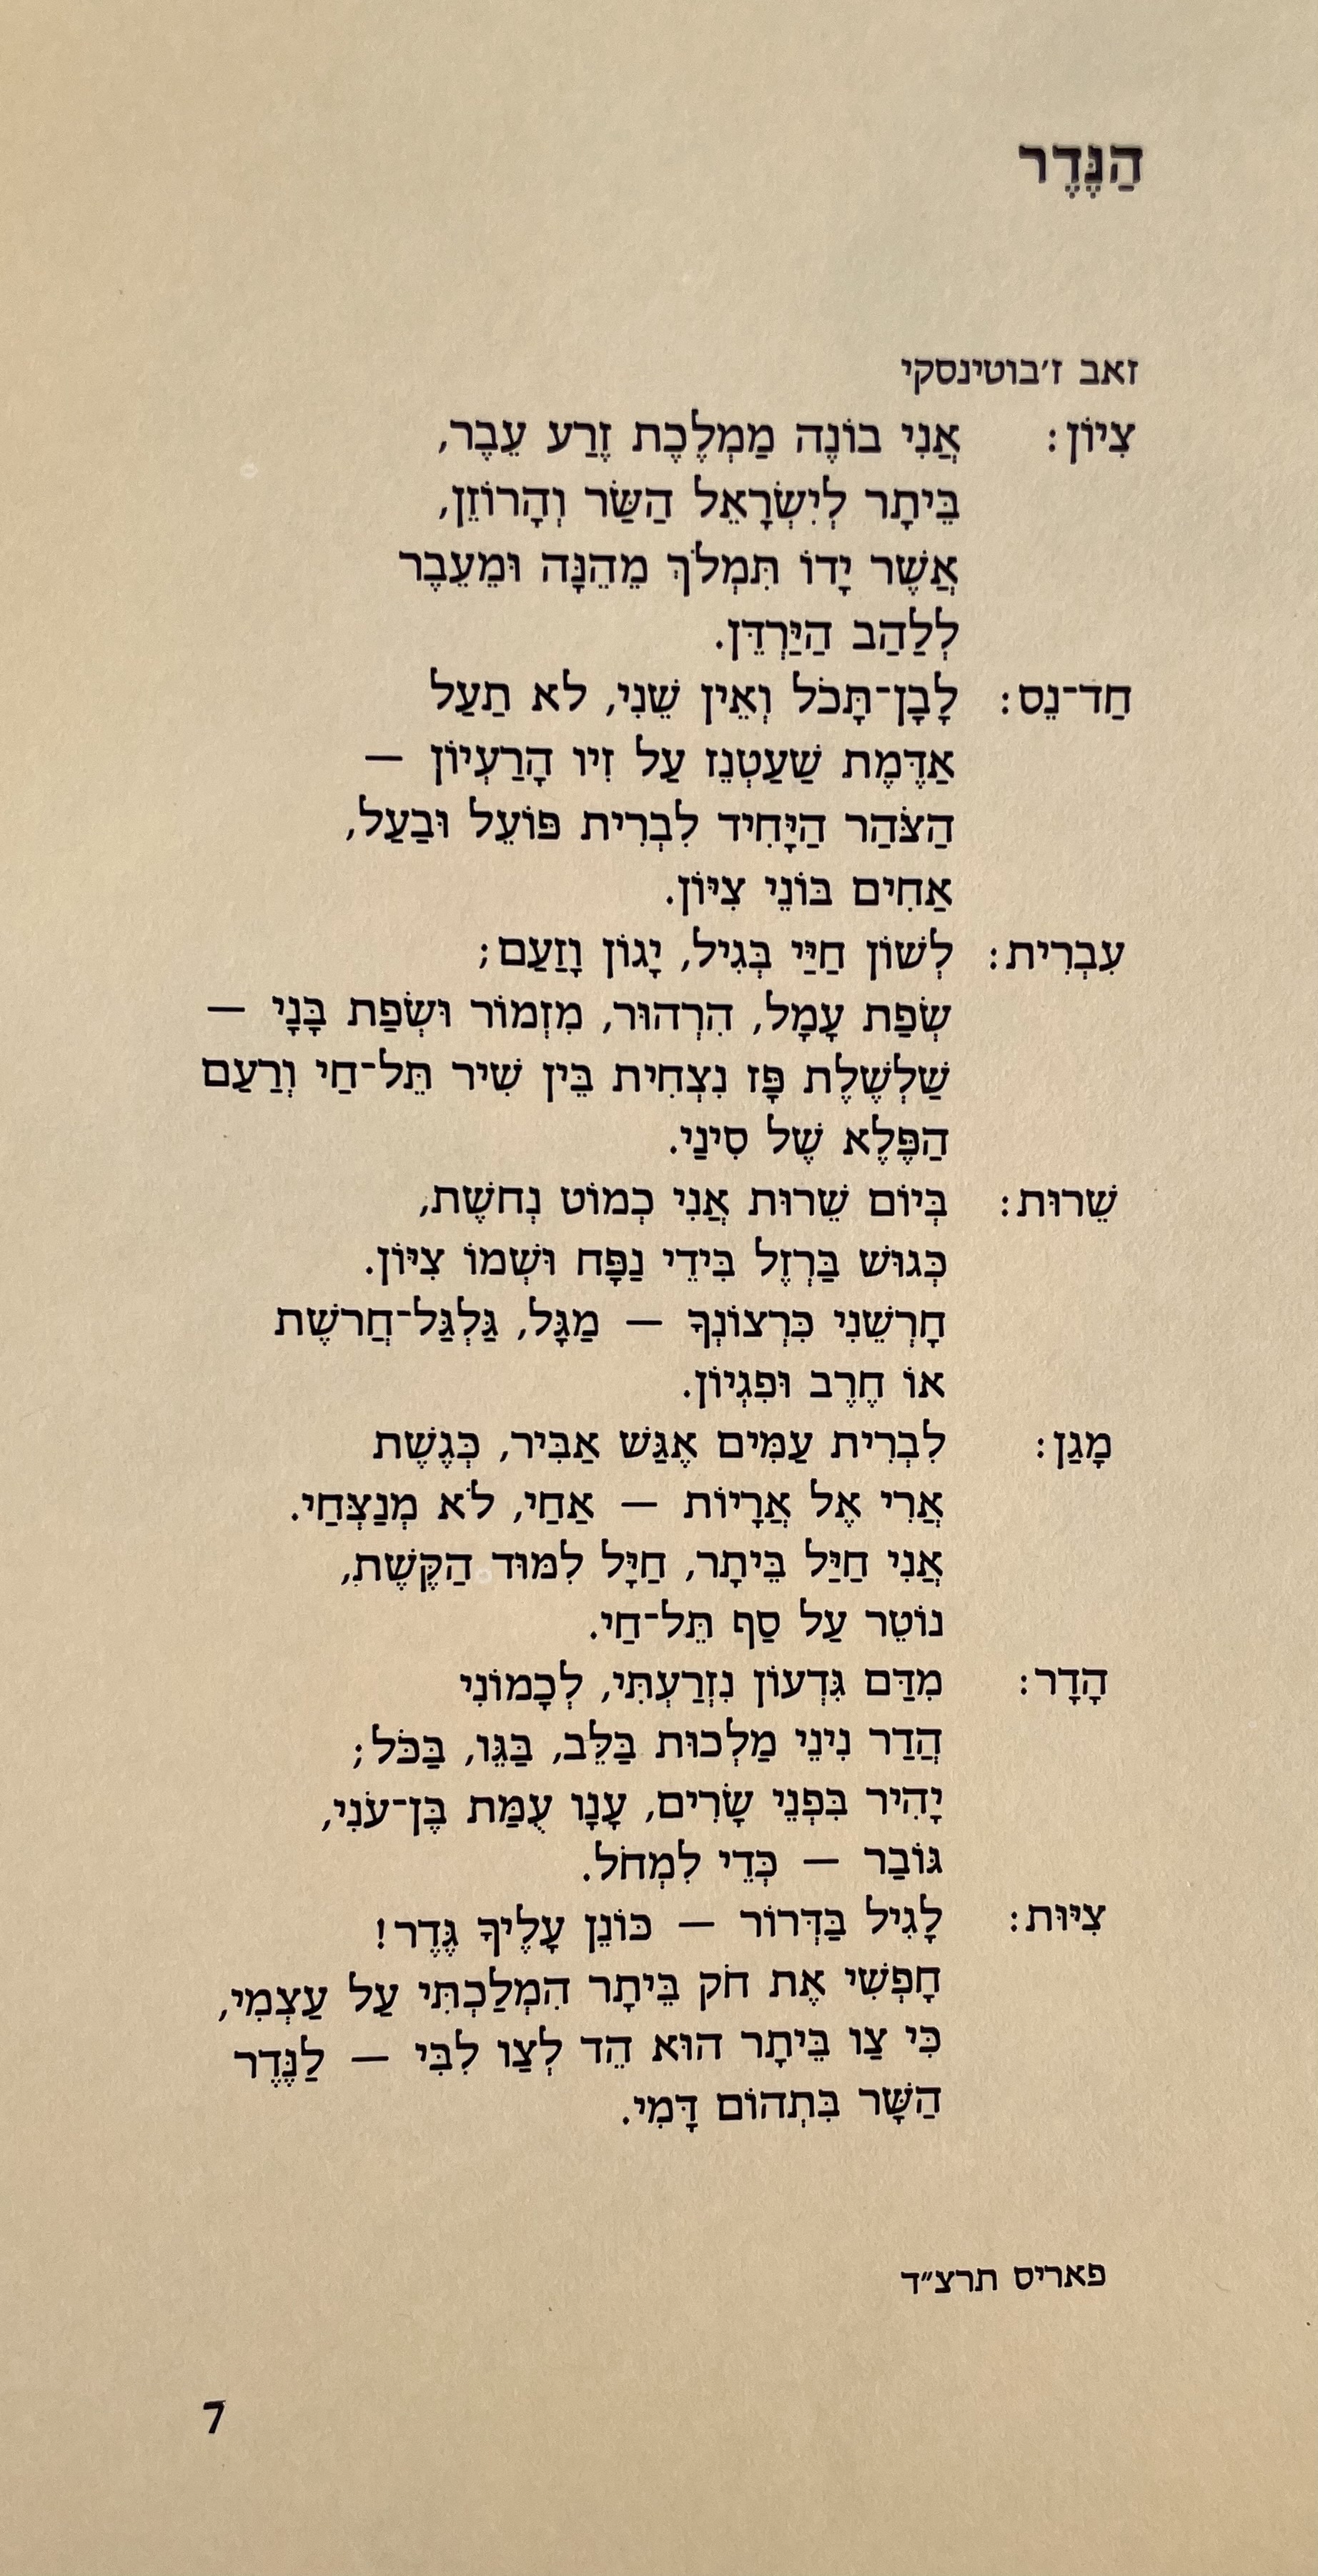 הַנֶּדֶר
זאב ז׳בוטינסקי
צִיוֹן: אֲנִי בוֹנֶה מַמְלֶכֶת זֶרַע עֵבֶר,
בֵּיתָר לְיִשְׂרָאֵל הַשַּׂר וְהָרוֹזֵן,
אֲשֶׁר יָדוֹ תִּמְלֹךְ מֵהֵנָּה וּמֵעֵבֶר
לְלַהַב הַיַּרְדֵּן.
חַד־נֵס: לָבָן־תָּכֹל וְאֵין שֵׁנִי, לא תַעַל
אַדֶּמֶת שַׁעַטְנֵז עַל זִיו הָרַעְיוֹן —
הַצֹּהַר הַיָּחִיד לִבְרִית פּוֹעֵל וּבַעַל,
אַחִים בּוֹנֵי צִיּוֹן.
עִבְרִית: לְשׁוֹן חַיַּי בְּגִיל, יָגוֹן וָזַעַם;
שְׂפַת עָמָל, הִרְהוּר, מִזְמוֹר וּשְׂפַת בָּנָי —
שַׁלְשֶׁלֶת פָּז נִצְחִית בֵּין שִׁיר תֵּל־חַי וְרַעַם
הַפֶּלֶא שֶׁל סִינַי.
שֵׁרוּת: בְּיוֹם שֵׁרוּת אֲנִי כְמוֹט נְחֹשֶׁת,
כְּגוּשׁ בַּרְזֶל בִּידֵי נַפָּח וּשְׁמוֹ צִיּוֹן.
חָרְשֵׁנִי כִּרְצוֹנְךָ — מַגָּל, גַּלְגַּל־חֲרֹשֶׁת
אוֹ חֶרֶב וּפִגְיוֹן.
מָגַן: לִבְרִית עַמִּים אֶגַּשׁ אַבִּיר, כְּגֶשֶׁת
אֲרִי אֶל אֲרָיוֹת — אַחַי, לֹא מְנַצְּחַי.
אֲנִי חַיַּל בֵּיתָר, חַיָּל לִמּוּד הַקֶּשֶׁת,
נוֹטֵר עַל סַף תֵּל־חַי.
הָדָר: מִדַּם גִּדְעוֹן נִזְרַעְתִּי, לְכָמוֹנִי
הֲדַר נִינֵי מַלְכוּת בַּלֵּב, בַּגֵּו, בַּכֹּל;
יָהִיר בִּפְנֵי שָׂרִים, עָנָו עֻמַּת בֶּן־עֹנִי,
גּוֹבַר — כְּדֵי לִמְחֹל.
צִיּוּת: לָגִיל בַּדְּרוֹר — כּוֹנֵן עָלֶיךָ גֶּדֶר!
חָפְשִׁי אֶת חֹק בֵּיתָר הִמְלַכְתִּי עַל עַצְמִי,
כִּי צַו בֵּיתָר הוּא הֵד לְצַו לִבִּי — לַנֶּדֶר
הַשָּׁר בִּתְהוֹם דָּמִי.
פאריס תרצ״ד
7